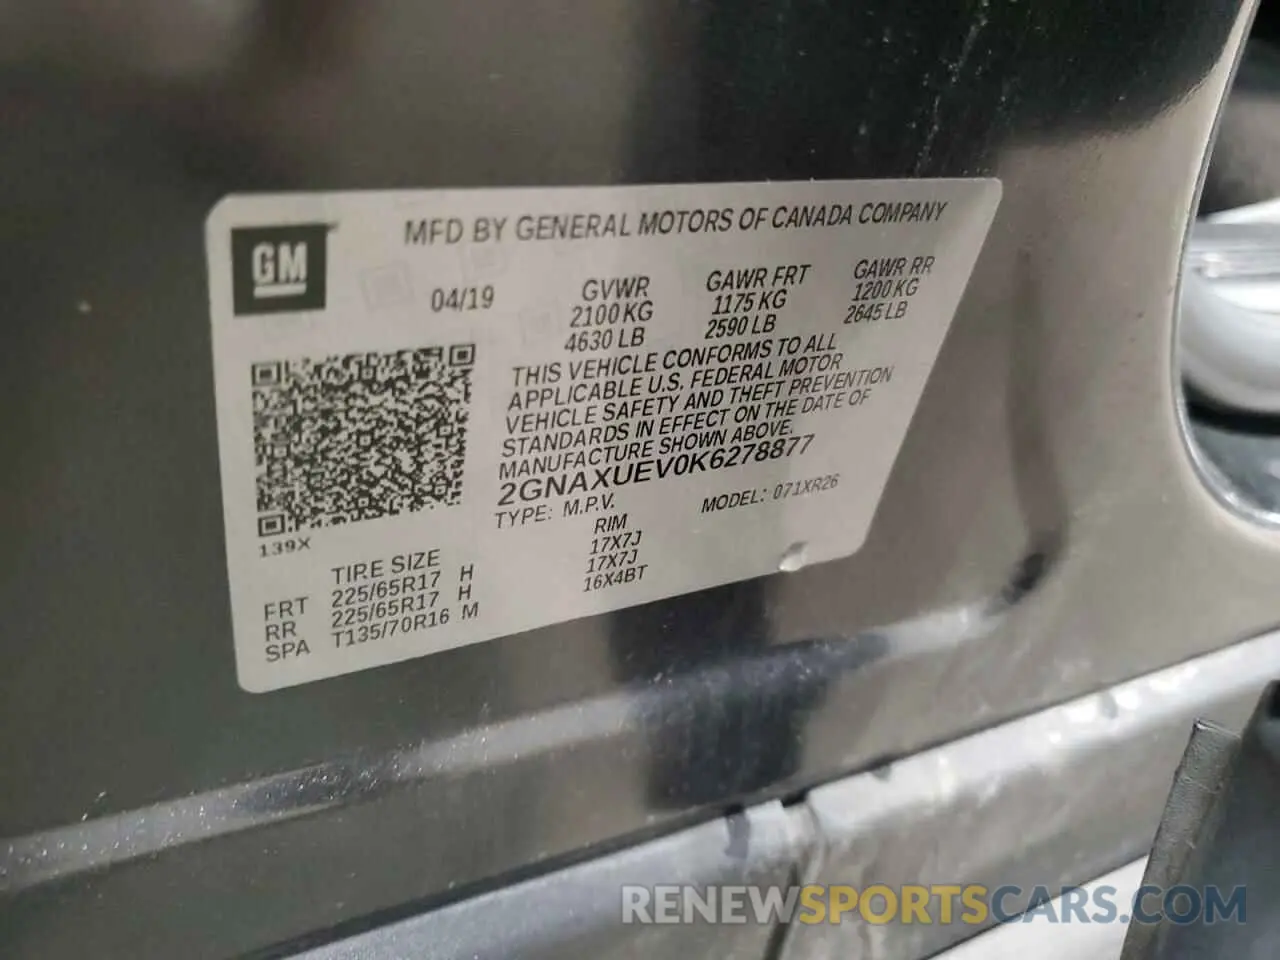 GM
MFD BY GENERAL MOTORS OF CANADA COMPANY
04/19
GVWR
2100 KG
4630 LB
GAWR FRT
1175 KG
2590 LB
GAWR RR
1200 KG
2645 LB
THIS VEHICLE CONFORMS TO ALL
APPLICABLE U.S. FEDERAL MOTOR
VEHICLE SAFETY AND THEFT PREVENTION
STANDARDS IN EFFECT ON THE DATE OF
MANUFACTURE SHOWN ABOVE.
2GNAXUEV0K6278877
TYPE: M.P.V.
MODEL: 071XR26
139X
TIRE SIZE
RIM
FRT 225/65R17 H 17X7J
RR 225/65R17 H 17X7J
SPA T135/70R16 M 16X4BT
RENEWSPORTSCARS.COM